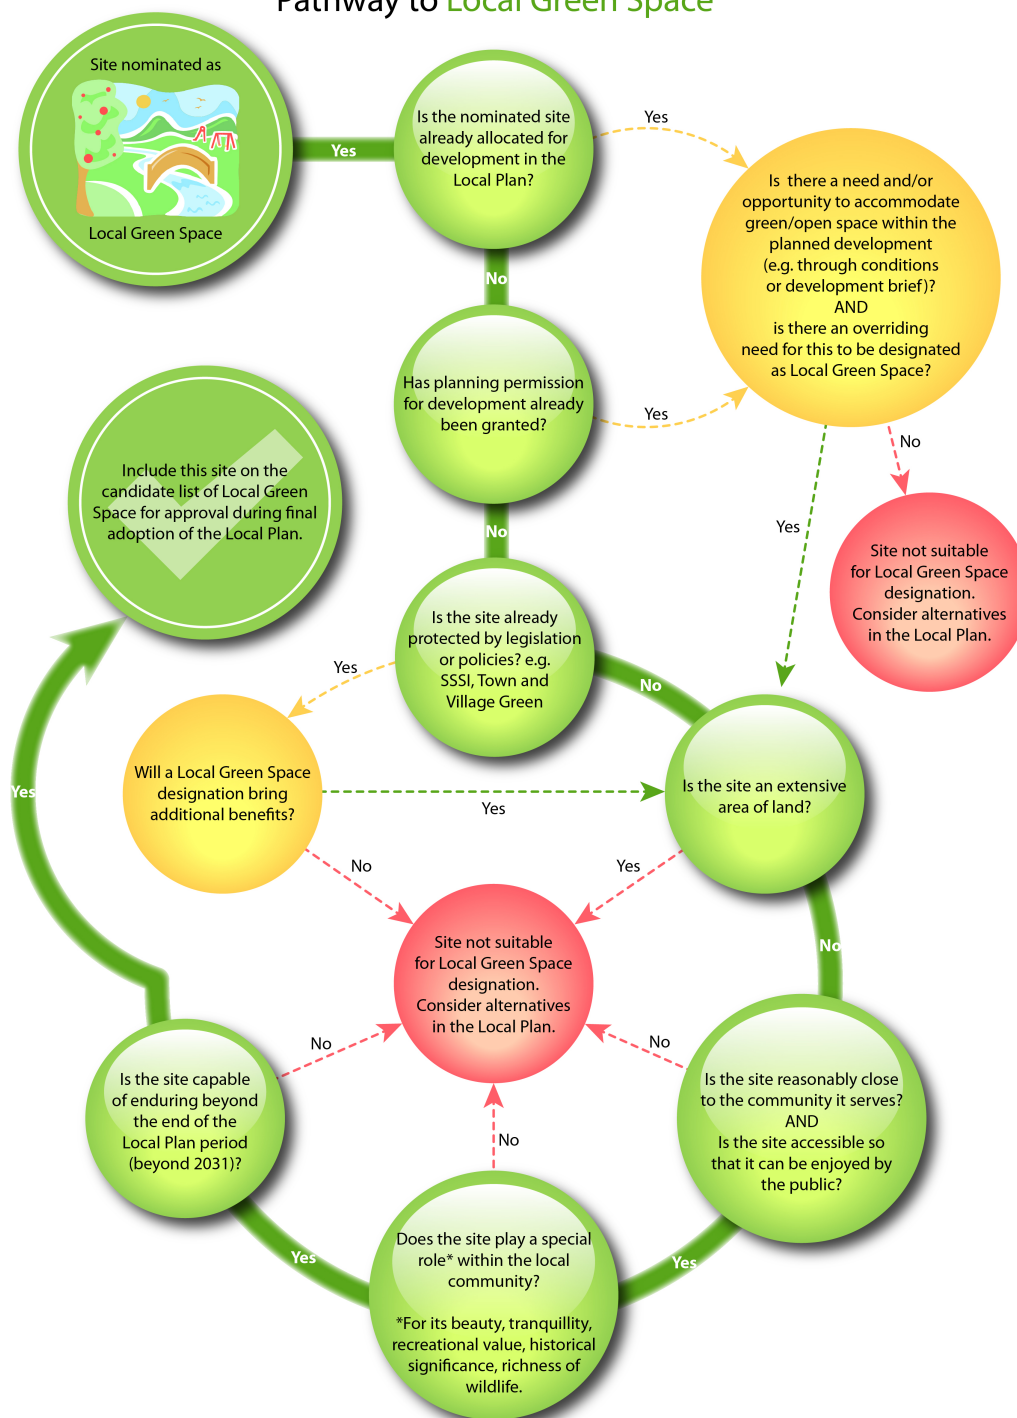 Pathway to Local Green Space
Site nominated as
Local Green Space
Yes
Is the nominated site
already allocated for
development in the
Local Plan?
Yes
No
Is there a need and/or
opportunity to accommodate
green/open space within the
planned development
(e.g. through conditions
or development brief)?
AND
is there an overriding
need for this to be designated
as Local Green Space?
Has planning permission
for development already
been granted?
Yes
No
No
Yes
Site not suitable
for Local Green Space
designation.
Consider alternatives
in the Local Plan.
Include this site on the
candidate list of Local Green
Space for approval during final
adoption of the Local Plan.
Is the site already
protected by legislation
or policies? e.g.
SSSI, Town and
Village Green
Yes
No
Will a Local Green Space
designation bring
additional benefits?
Yes
No
Is the site an extensive
area of land?
Yes
No
Yes
Site not suitable
for Local Green Space
designation.
Consider alternatives
in the Local Plan.
Is the site reasonably close
to the community it serves?
AND
Is the site accessible so
that it can be enjoyed by
the public?
No
Yes
Does the site play a special
role* within the local
community?
*For its beauty, tranquillity,
recreational value, historical
significance, richness of
wildlife.
No
Yes
Is the site capable
of enduring beyond
the end of the
Local Plan period
(beyond 2031)?
No